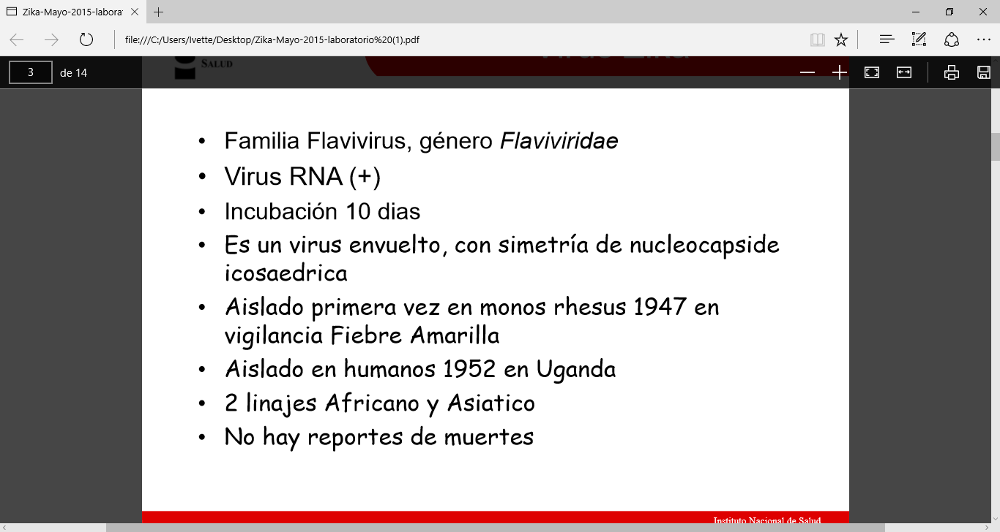 Zika-Mayo-2015-labora
file:///C:/Users/Ivette/Desktop/Zika-Mayo-2015-laboratorio%20(1).pdf
3 de 14
SALUD
Virus Zika
• Familia Flavivirus, género Flaviviridae
• Virus RNA (+)
• Incubación 10 dias
• Es un virus envuelto, con simetría de nucleocapside
icosaedrica
• Aislado primera vez en monos rhesus 1947 en
vigilancia Fiebre Amarilla
• Aislado en humanos 1952 en Uganda
• 2 linajes Africano y Asiatico
• No hay reportes de muertes
Instituto Nacional de Salud